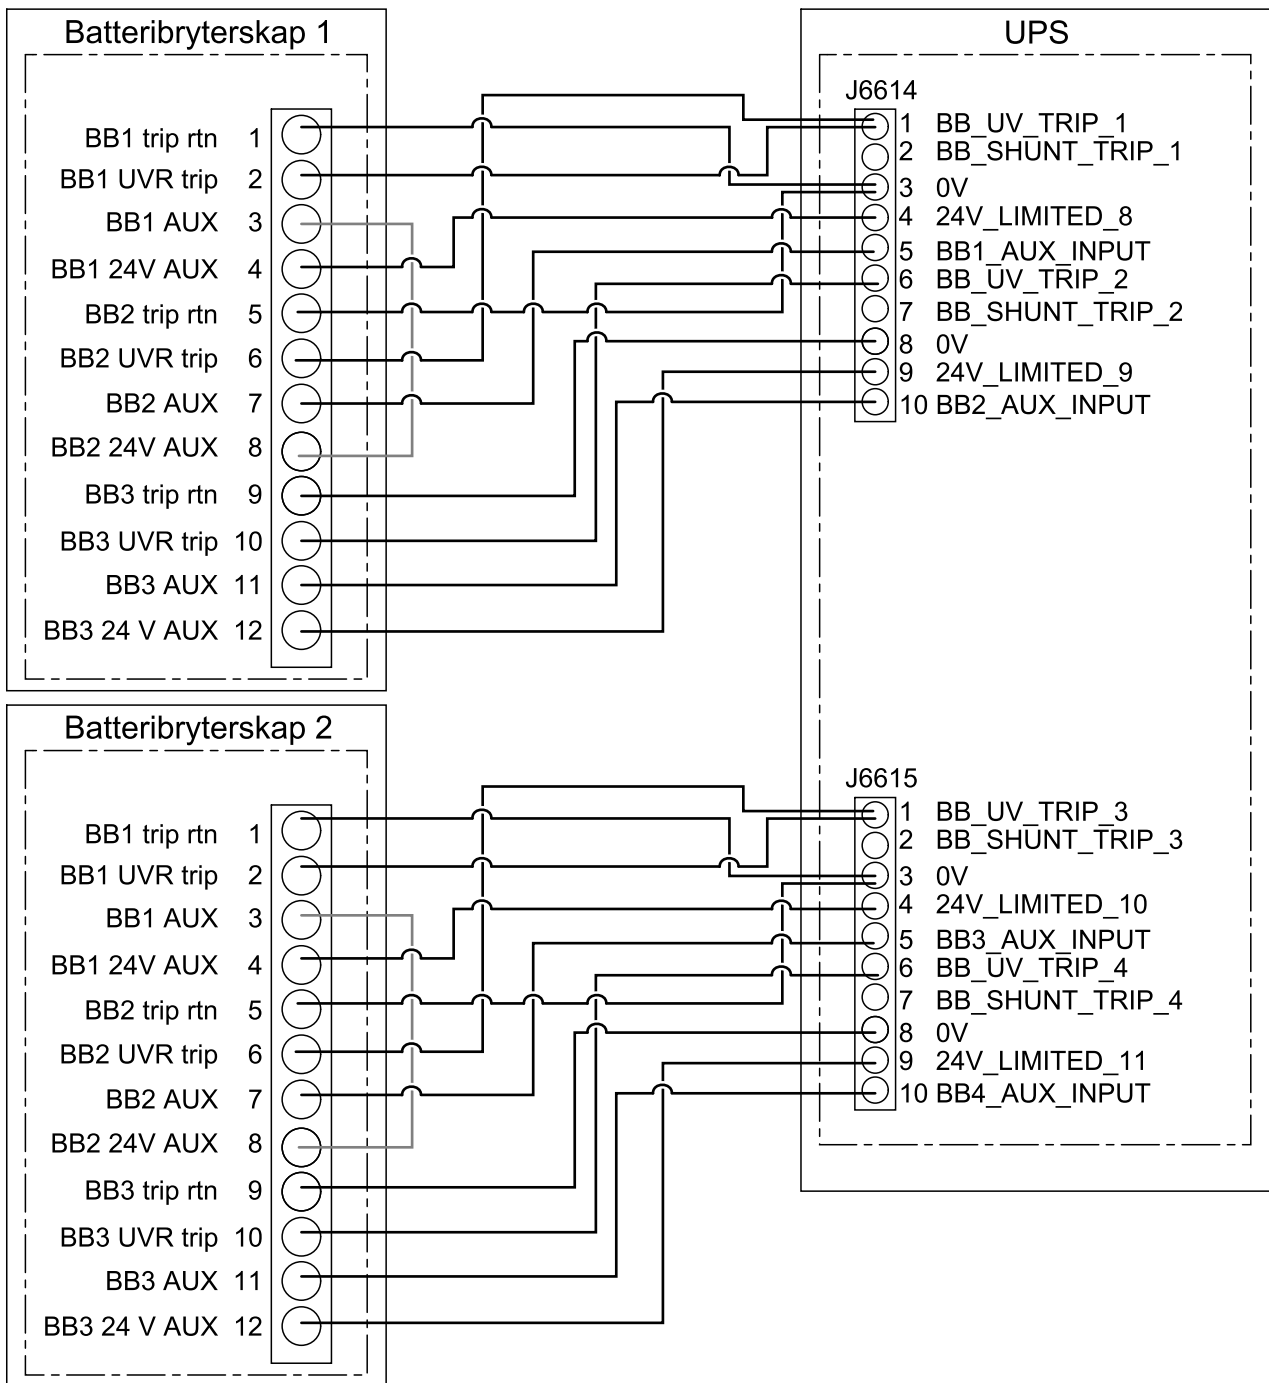 Batteribryterskap 1
BB1 trip rtn 1
BB1 UVR trip 2
BB1 AUX 3
BB1 24V AUX 4
BB2 trip rtn 5
BB2 UVR trip 6
BB2 AUX 7
BB2 24V AUX 8
BB3 trip rtn 9
BB3 UVR trip 10
BB3 AUX 11
BB3 24 V AUX 12
UPS
J6614
1 BB_UV_TRIP_1
2 BB_SHUNT_TRIP_1
3 0V
4 24V_LIMITED_8
5 BB1_AUX_INPUT
6 BB_UV_TRIP_2
7 BB_SHUNT_TRIP_2
8 0V
9 24V_LIMITED_9
10 BB2_AUX_INPUT
Batteribryterskap 2
BB1 trip rtn 1
BB1 UVR trip 2
BB1 AUX 3
BB1 24V AUX 4
BB2 trip rtn 5
BB2 UVR trip 6
BB2 AUX 7
BB2 24V AUX 8
BB3 trip rtn 9
BB3 UVR trip 10
BB3 AUX 11
BB3 24 V AUX 12
J6615
1 BB_UV_TRIP_3
2 BB_SHUNT_TRIP_3
3 0V
4 24V_LIMITED_10
5 BB3_AUX_INPUT
6 BB_UV_TRIP_4
7 BB_SHUNT_TRIP_4
8 0V
9 24V_LIMITED_11
10 BB4_AUX_INPUT